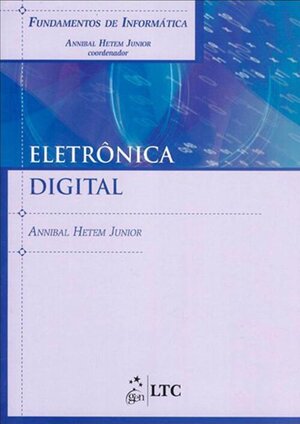 FUNDAMENTOS DE INFORMÁTICA
ANNIBAL HETEM JUNIOR
coordenador
ELETRÔNICA
DIGITAL
ANNIBAL HETEM JUNIOR
gen
LTC